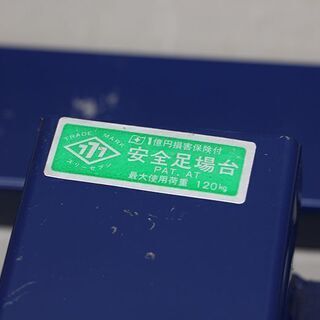 TRADE MARK
777
スリーセブン
1億円損害保険付
安全足場台
PAT. AT
最大使用荷重 120kg